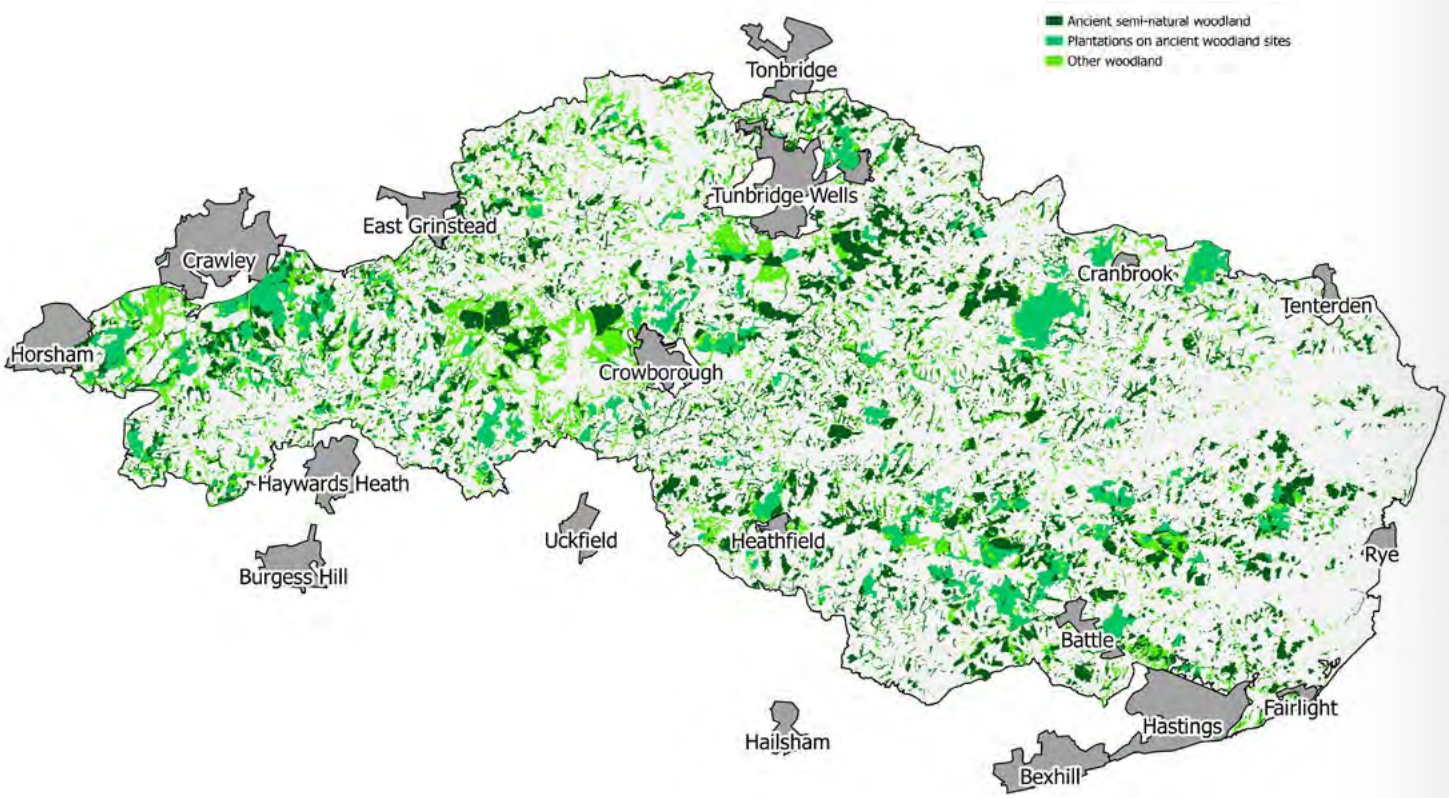 Ancient semi-natural woodland
Plantations on ancient woodland sites
Other woodland
Tonbridge
Tunbridge Wells
East Grinstead
Crawley
Cranbrook
Tenterden
Horsham
Crowborough
Haywards Heath
Uckfield
Heathfield
Rye
Burgess Hill
Battle
Fairlight
Hastings
Hailsham
Bexhill